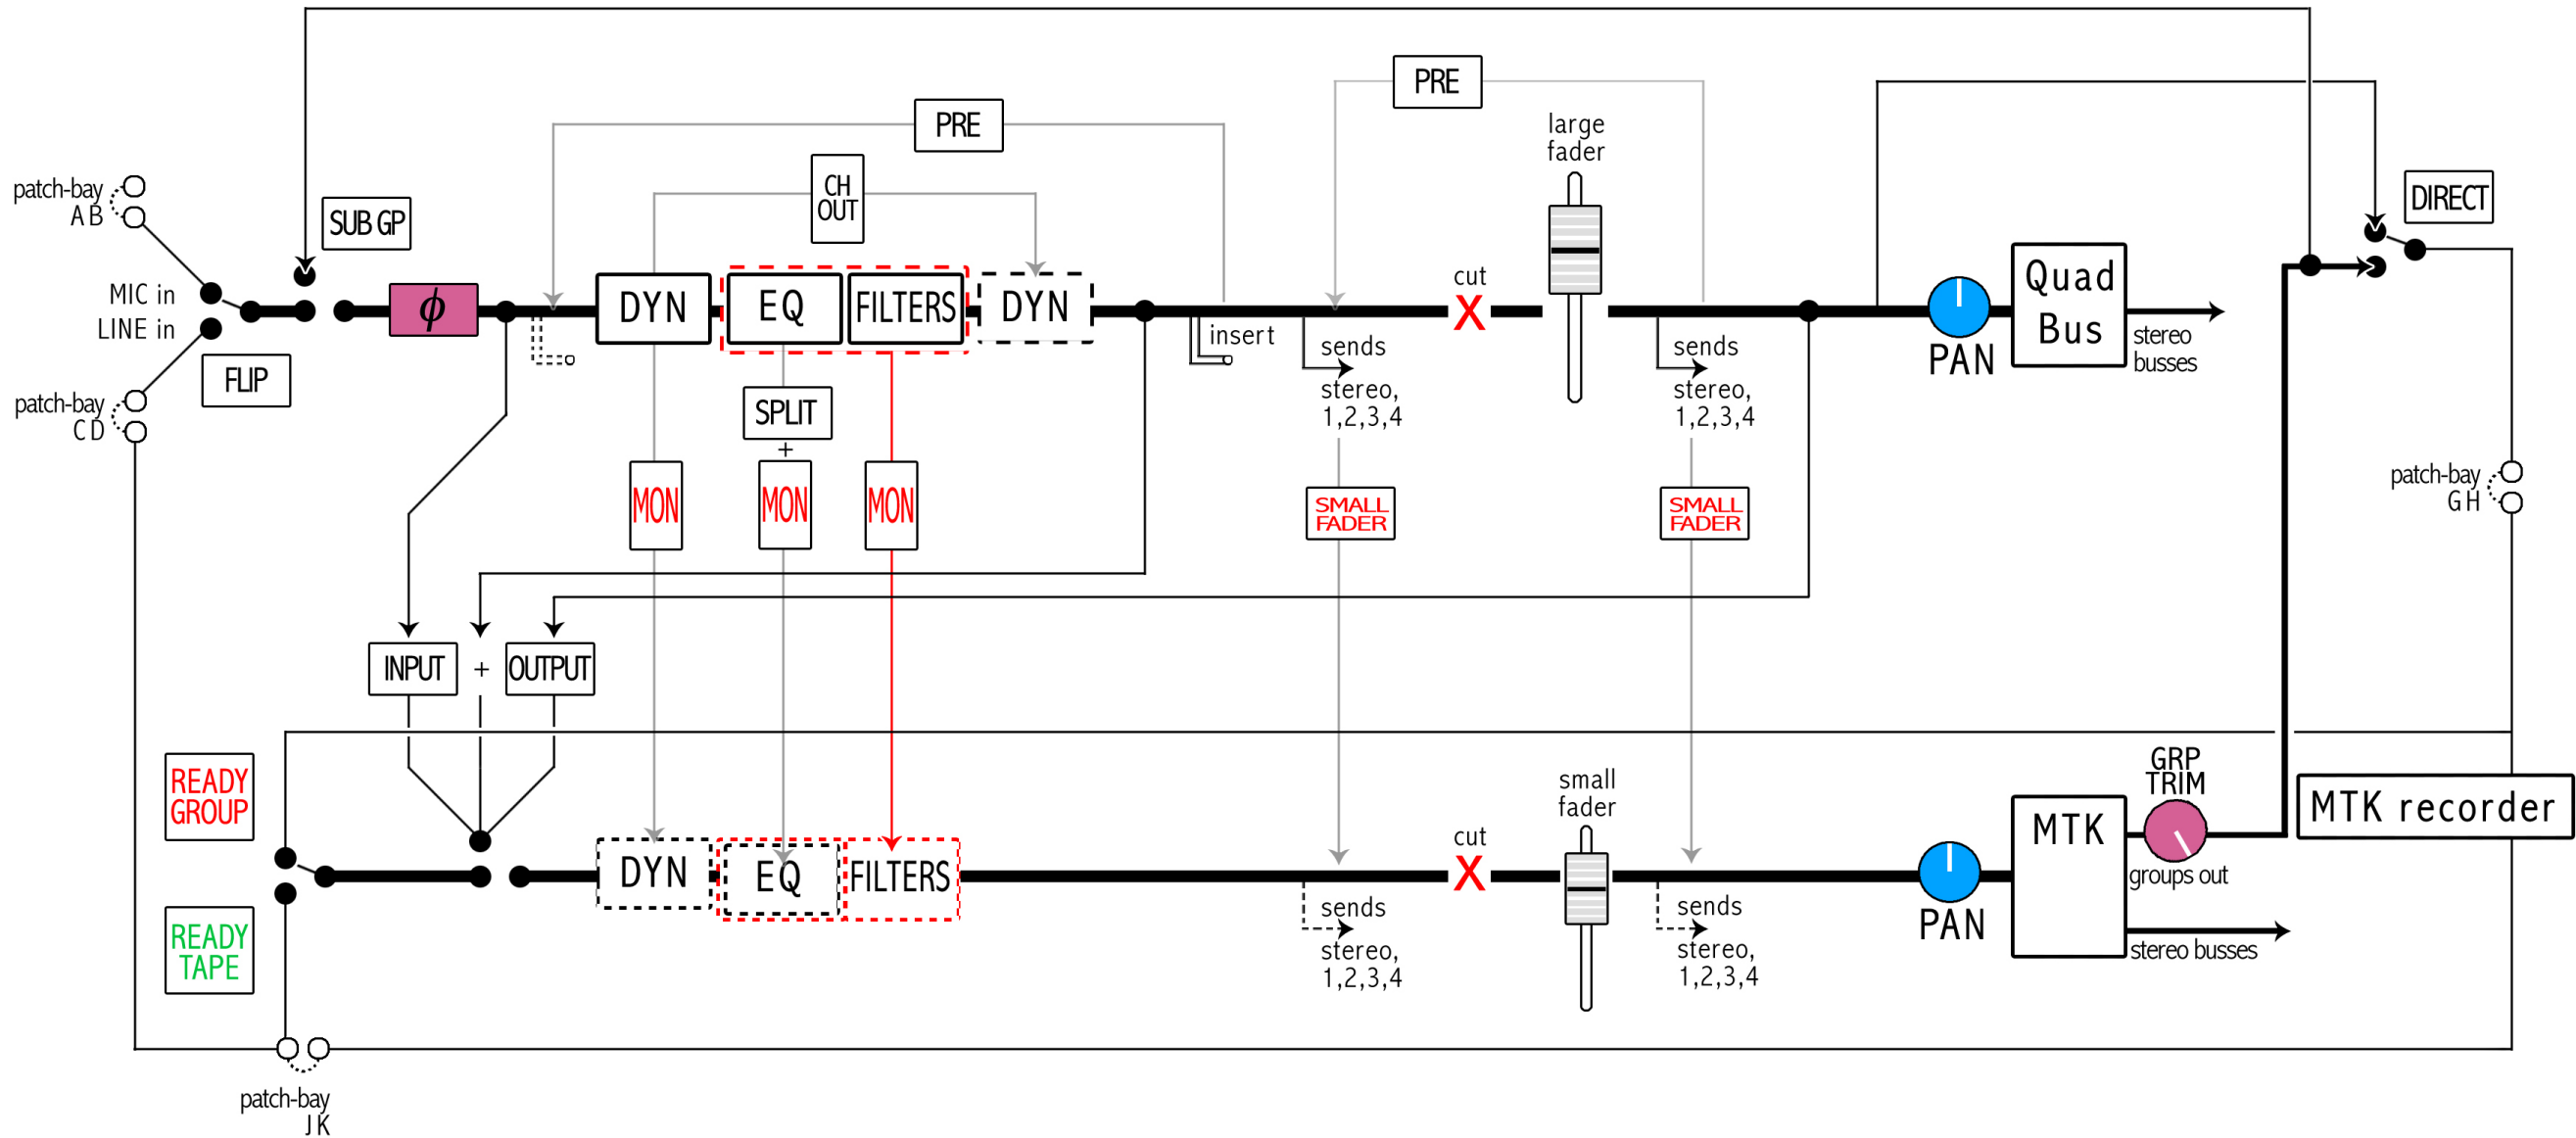 PRE
PRE
large
fader
CH
OUT
patch-bay
AB
SUB GP
DIRECT
MIC in
LINE in
ϕ
DYN
EQ
FILTERS
DYN
insert
cut
Quad
Bus
PAN
stereo
busses
sends
stereo,
1,2,3,4
sends
stereo,
1,2,3,4
FLIP
patch-bay
CD
SPLIT
+
MON
MON
MON
SMALL
FADER
SMALL
FADER
patch-bay
GH
INPUT
+
OUTPUT
READY
GROUP
READY
TAPE
DYN
EQ
FILTERS
cut
small
fader
sends
stereo,
1,2,3,4
sends
stereo,
1,2,3,4
PAN
MTK
GRP
TRIM
groups out
stereo busses
MTK recorder
patch-bay
JK